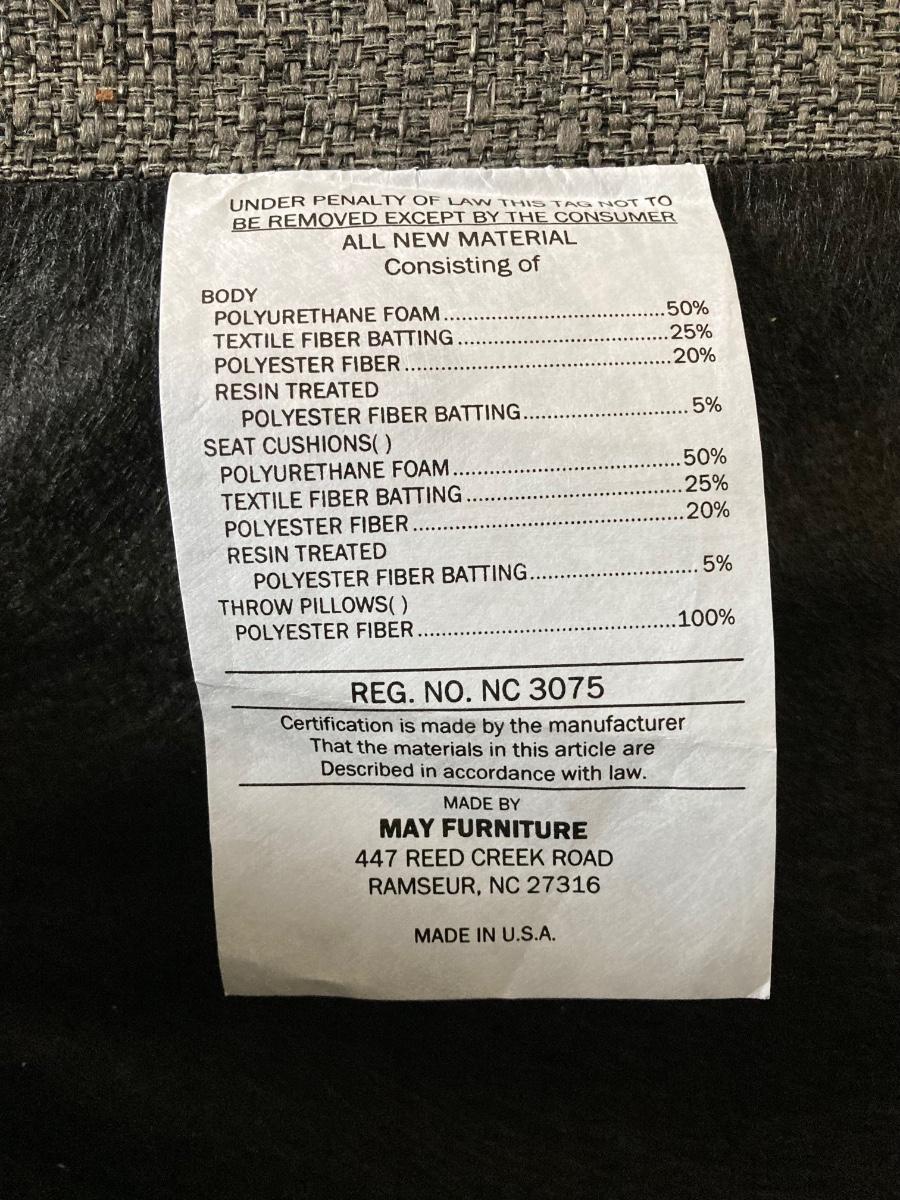 UNDER PENALTY OF LAW THIS TAG NOT TO
BE REMOVED EXCEPT BY THE CONSUMER
ALL NEW MATERIAL
Consisting of
BODY
POLYURETHANE FOAM..............................50%
TEXTILE FIBER BATTING..............................25%
POLYESTER FIBER..............................20%
RESIN TREATED
POLYESTER FIBER BATTING..............................5%
SEAT CUSHIONS( )
POLYURETHANE FOAM..............................50%
TEXTILE FIBER BATTING..............................25%
POLYESTER FIBER..............................20%
RESIN TREATED
POLYESTER FIBER BATTING..............................5%
THROW PILLOWS( )
POLYESTER FIBER..............................100%
REG. NO. NC 3075
Certification is made by the manufacturer
That the materials in this article are
Described in accordance with law.
MADE BY
MAY FURNITURE
447 REED CREEK ROAD
RAMSEUR, NC 27316
MADE IN U.S.A.